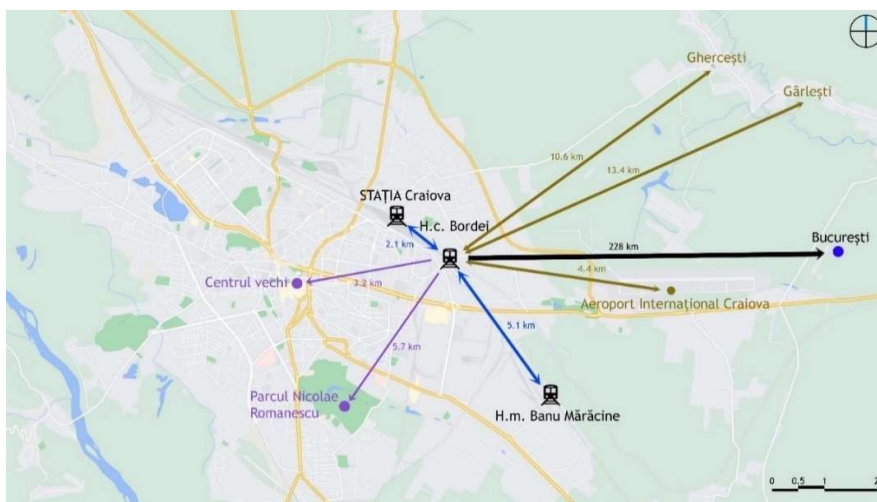 Ghercești
Gârlești
10.6 km
13.4 km
STAȚIA Craiova
H.c. Bordei
2.1 km
București
228 km
Centrul vechi
3.2 km
4.4 km
Aeroport Internațional Craiova
5.1 km
5.7 km
Parcul Nicolae
Romanescu
H.m. Banu Mărăcine
0 0.5 1 2